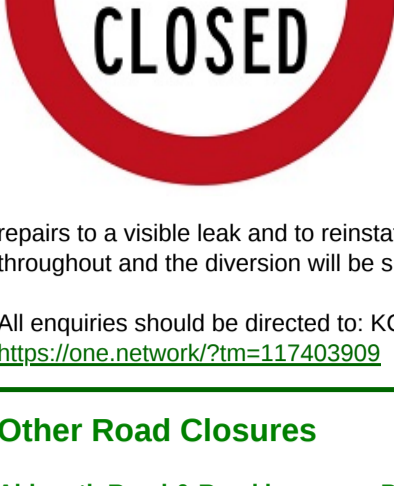 CLOSED
repairs to a visible leak and to
throughout and the diversion will be
All enquiries should be directed to:
https://one.network/?tm=117403909
Other Road Closures